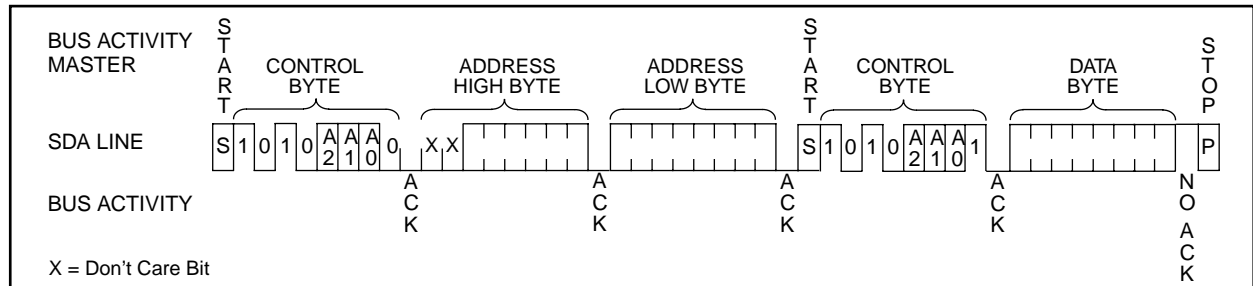 BUS ACTIVITY
MASTER
START
CONTROL
BYTE
ADDRESS
HIGH BYTE
ADDRESS
LOW BYTE
START
CONTROL
BYTE
DATA
BYTE
STOP
SDA LINE
S 1 0 1 0 A2 A1 A0 0 X X S 1 0 1 0 A2 A1 A0 1 P
BUS ACTIVITY
ACK
ACK
ACK
ACK
NO ACK
X = Don't Care Bit